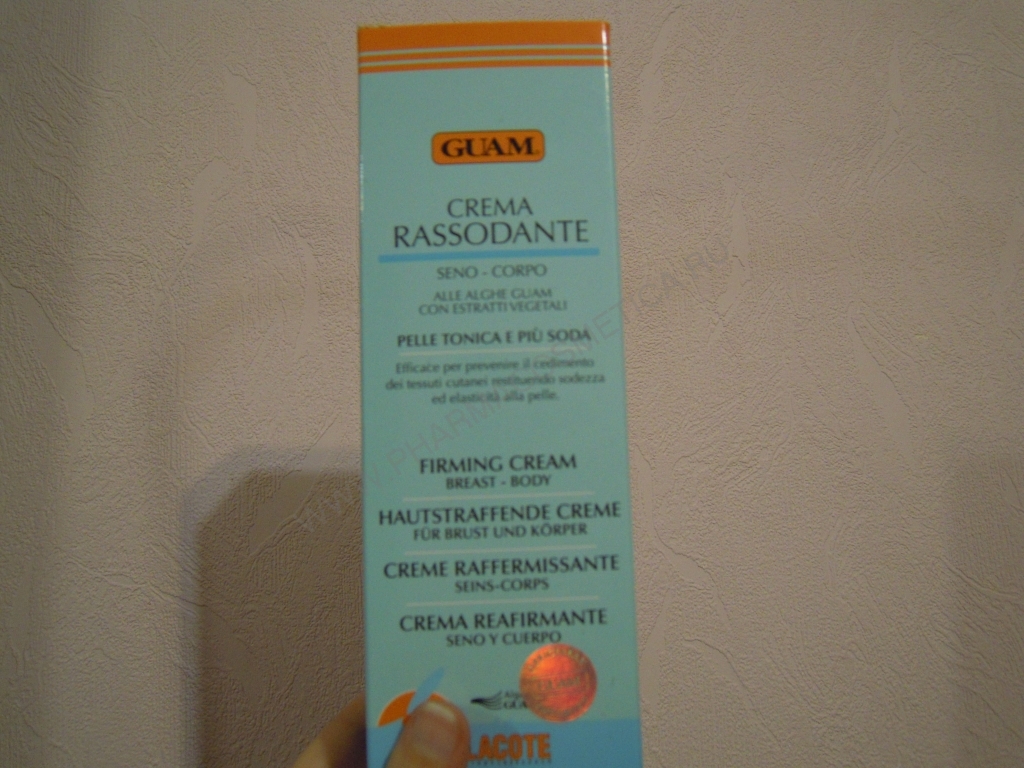 GUAM
CREMA
RASSODANTE
SENO - CORPO
ALLE ALGHE GUAM
CON ESTRATTI VEGETALI
PELLE TONICA E PIÙ SODA
Efficace per prevenire il cedimento
dei tessuti cutanei restituendo sodezza
ed elasticità alla pelle.
FIRMING CREAM
BREAST - BODY
HAUTSTRAFFENDE CREME
FÜR BRUST UND KÖRPER
CREME RAFFERMISSANTE
SEINS-CORPS
CREMA REAFIRMANTE
SENO Y CUERPO
LACOTE